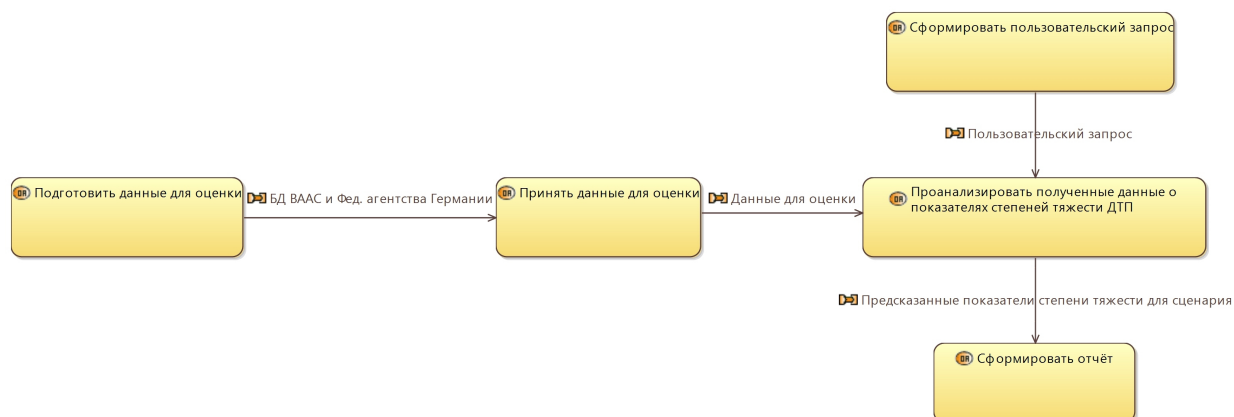 Сформировать пользовательский запрос
Пользовательский запрос
Подготовить данные для оценки
БД ВААС и Фед. агентства Германии
Принять данные для оценки
Данные для оценки
Проанализировать полученные данные о
показателях степеней тяжести ДТП
Предсказанные показатели степени тяжести для сценария
Сформировать отчёт